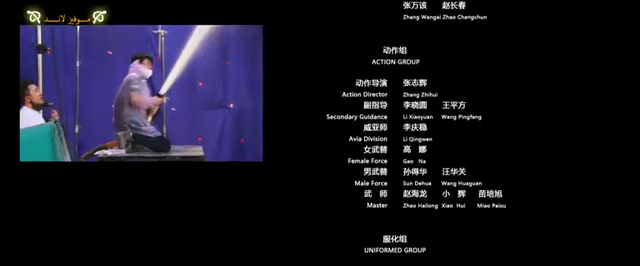 موفيز لاند
张万该 赵长春
Zhang Wangai Zhao Changchun
动作组
ACTION GROUP
动作导演 张志辉
Action Director Zhang Zhihui
副指导 李晓圆 王平方
Secondary Guidance Li Xiaoyuan Wang Pingfang
威亚师 李庆稳
Avia Division Li Qingwen
女武替 高 娜
Female Force Gao Na
男武替 孙得华 汪华关
Male Force Sun Dehua Wang Huaguan
武 师 赵海龙 小 辉 苗培旭
Master Zhao Hailong Xiao Hui Miao Peixu
服化组
UNIFORMED GROUP